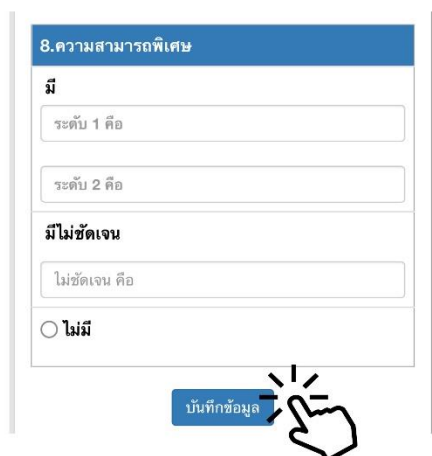 8.ความสามารถพิเศษ
มี
ระดับ 1 คือ
ระดับ 2 คือ
มีไม่ชัดเจน
ไม่ชัดเจน คือ
ไม่มี
บันทึกข้อมูล